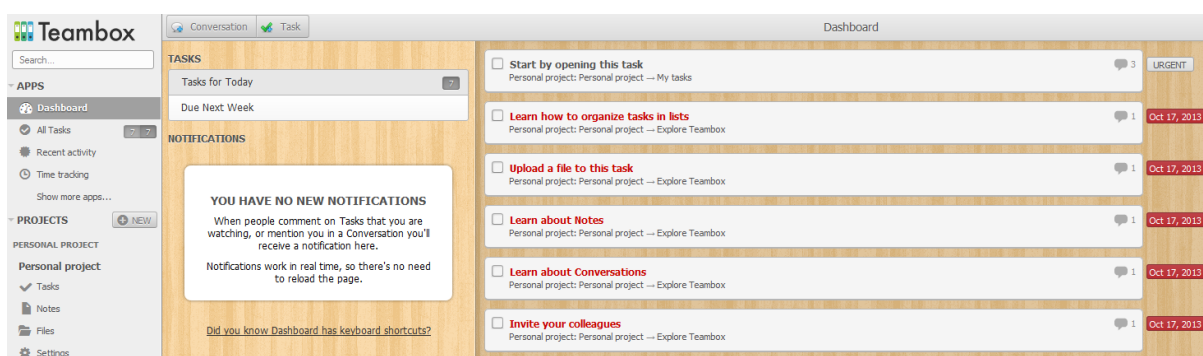 Teambox
Search...
APPS
Dashboard
All Tasks 7 7
Recent activity
Time tracking
Show more apps...
PROJECTS NEW
PERSONAL PROJECT
Personal project
Tasks
Notes
Files
Settings
Conversation Task
Dashboard
TASKS
Tasks for Today 7
Due Next Week
NOTIFICATIONS
YOU HAVE NO NEW NOTIFICATIONS
When people comment on Tasks that you are
watching, or mention you in a Conversation you'll
receive a notification here.
Notifications work in real time, so there's no need
to reload the page.
Did you know Dashboard has keyboard shortcuts?
Start by opening this task 3 URGENT
Personal project: Personal project → My tasks
Learn how to organize tasks in lists 1 Oct 17, 2013
Personal project: Personal project → Explore Teambox
Upload a file to this task 1 Oct 17, 2013
Personal project: Personal project → Explore Teambox
Learn about Notes 1 Oct 17, 2013
Personal project: Personal project → Explore Teambox
Learn about Conversations 1 Oct 17, 2013
Personal project: Personal project → Explore Teambox
Invite your colleagues 1 Oct 17, 2013
Personal project: Personal project → Explore Teambox